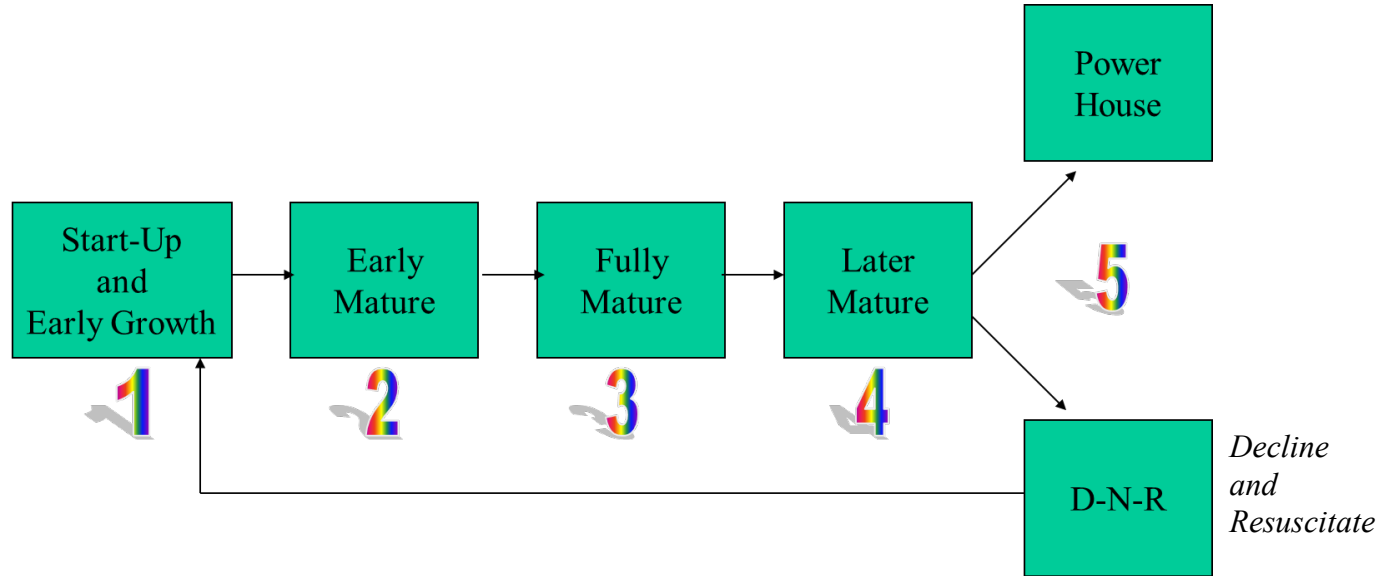 Power
House
Start-Up
and
Early Growth
Early
Mature
Fully
Mature
Later
Mature
1
2
3
4
5
D-N-R
Decline
and
Resuscitate